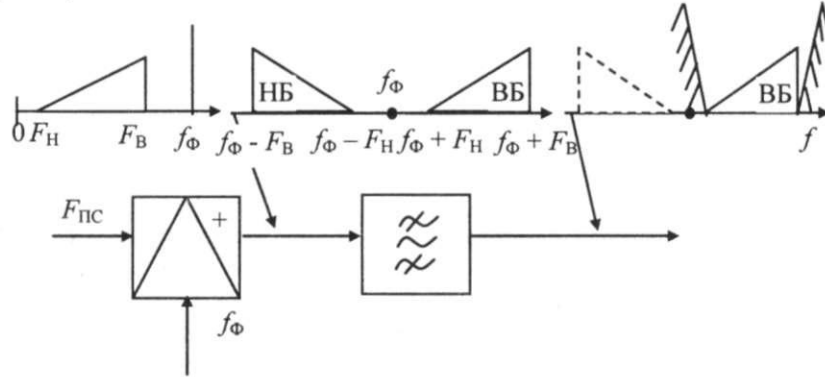 f_Ф
НБ
ВБ
ВБ
0 F_Н F_В f_Ф f_Ф - F_В f_Ф – F_Н f_Ф + F_Н f_Ф + F_В f
F_ПС
+
f_Ф